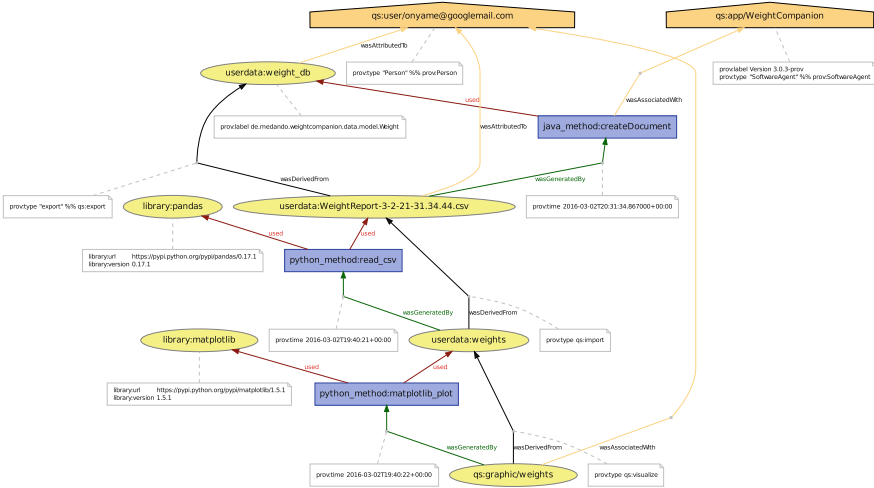 qs:user/onyame@googlemail.com
qs:app/WeightCompanion
wasAttributedTo
userdata:weight_db
prov:type "Person" %% prov:Person
prov:label Version 3.0.3-prov
prov:type "SoftwareAgent" %% prov:SoftwareAgent
used
wasAssociatedWith
prov:label de.medando.weightcompanion.data.model.Weight
wasAttributedTo
java_method:createDocument
wasDerivedFrom
wasGeneratedBy
prov:type "export" %% qs:export
library:pandas
userdata:WeightReport-3-2-21-31.34.44.csv
prov:time 2016-03-02T20:31:34.867000+00:00
used
used
library:url https://pypi.python.org/pypi/pandas/0.17.1
library:version 0.17.1
python_method:read_csv
wasGeneratedBy
wasDerivedFrom
library:matplotlib
prov:time 2016-03-02T19:40:21+00:00
userdata:weights
prov:type qs:import
used
used
library:url https://pypi.python.org/pypi/matplotlib/1.5.1
library:version 1.5.1
python_method:matplotlib_plot
wasGeneratedBy
wasDerivedFrom
wasAssociatedWith
prov:time 2016-03-02T19:40:22+00:00
qs:graphic/weights
prov:type qs:visualize